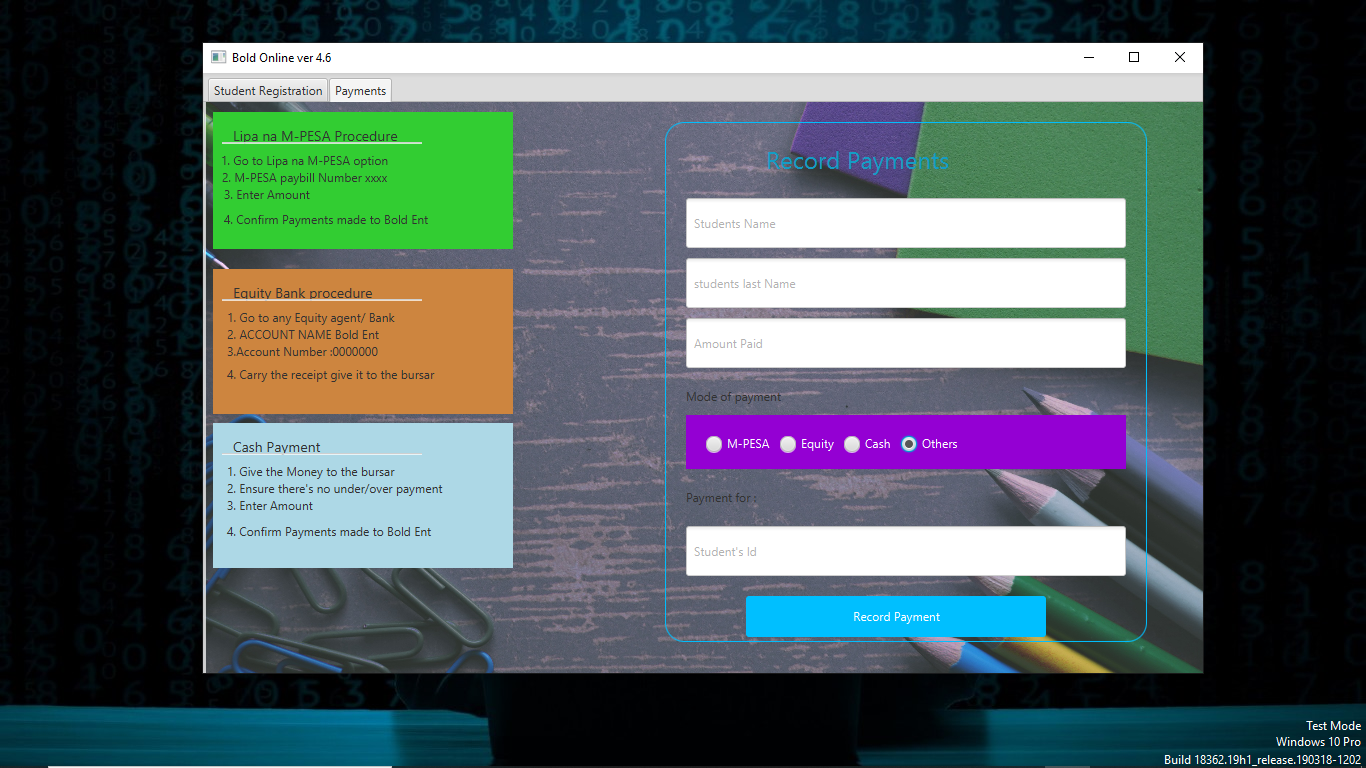 Bold Online ver 4.6
Student Registration
Payments
Lipa na M-PESA Procedure
1. Go to Lipa na M-PESA option
2. M-PESA paybill Number xxxx
3. Enter Amount
4. Confirm Payments made to Bold Ent
Equity Bank procedure
1. Go to any Equity agent/ Bank
2. ACCOUNT NAME Bold Ent
3.Account Number :0000000
4. Carry the receipt give it to the bursar
Cash Payment
1. Give the Money to the bursar
2. Ensure there's no under/over payment
3. Enter Amount
4. Confirm Payments made to Bold Ent
Record Payments
Students Name
students last Name
Amount Paid
Mode of payment
M-PESA Equity Cash Others
Payment for :
Student's Id
Record Payment
Test Mode
Windows 10 Pro
Build 18362.19h1_release.190318-1202